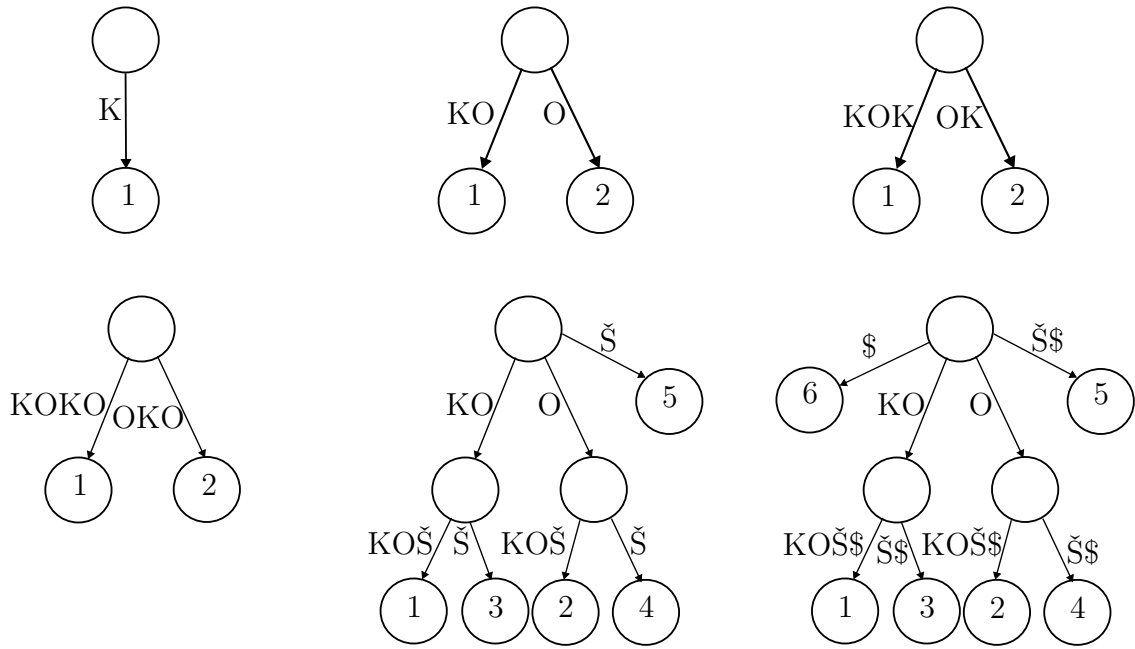 K
1
KO O
1 2
KOK OK
1 2
KOKO OKO
1 2
Š
KO O 5
KOŠ Š KOŠ Š
1 3 2 4
$ Š$
6 KO O 5
KOŠ$ Š$ KOŠ$ Š$
1 3 2 4